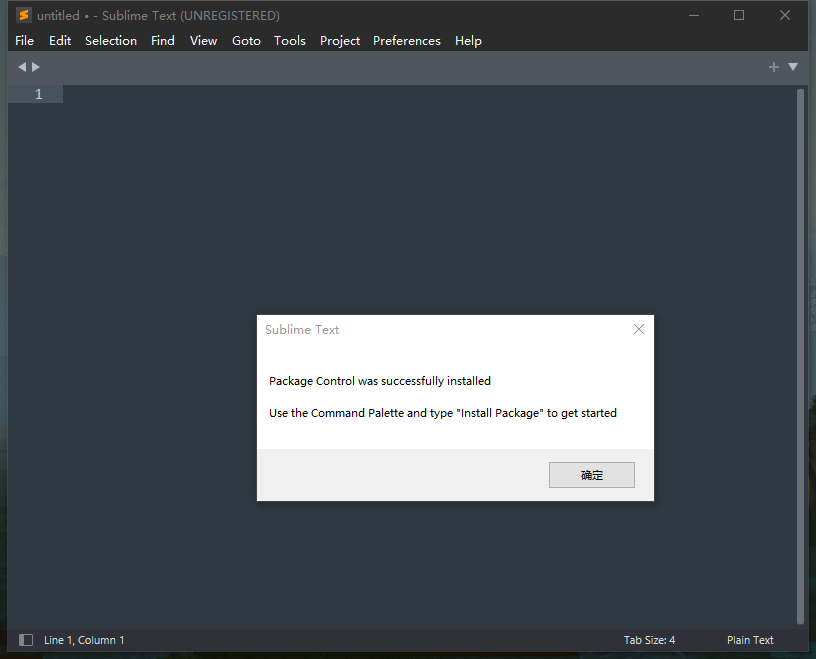 untitled • - Sublime Text (UNREGISTERED)
File Edit Selection Find View Goto Tools Project Preferences Help
1
Sublime Text
Package Control was successfully installed
Use the Command Palette and type "Install Package" to get started
确定
Line 1, Column 1 Tab Size: 4 Plain Text